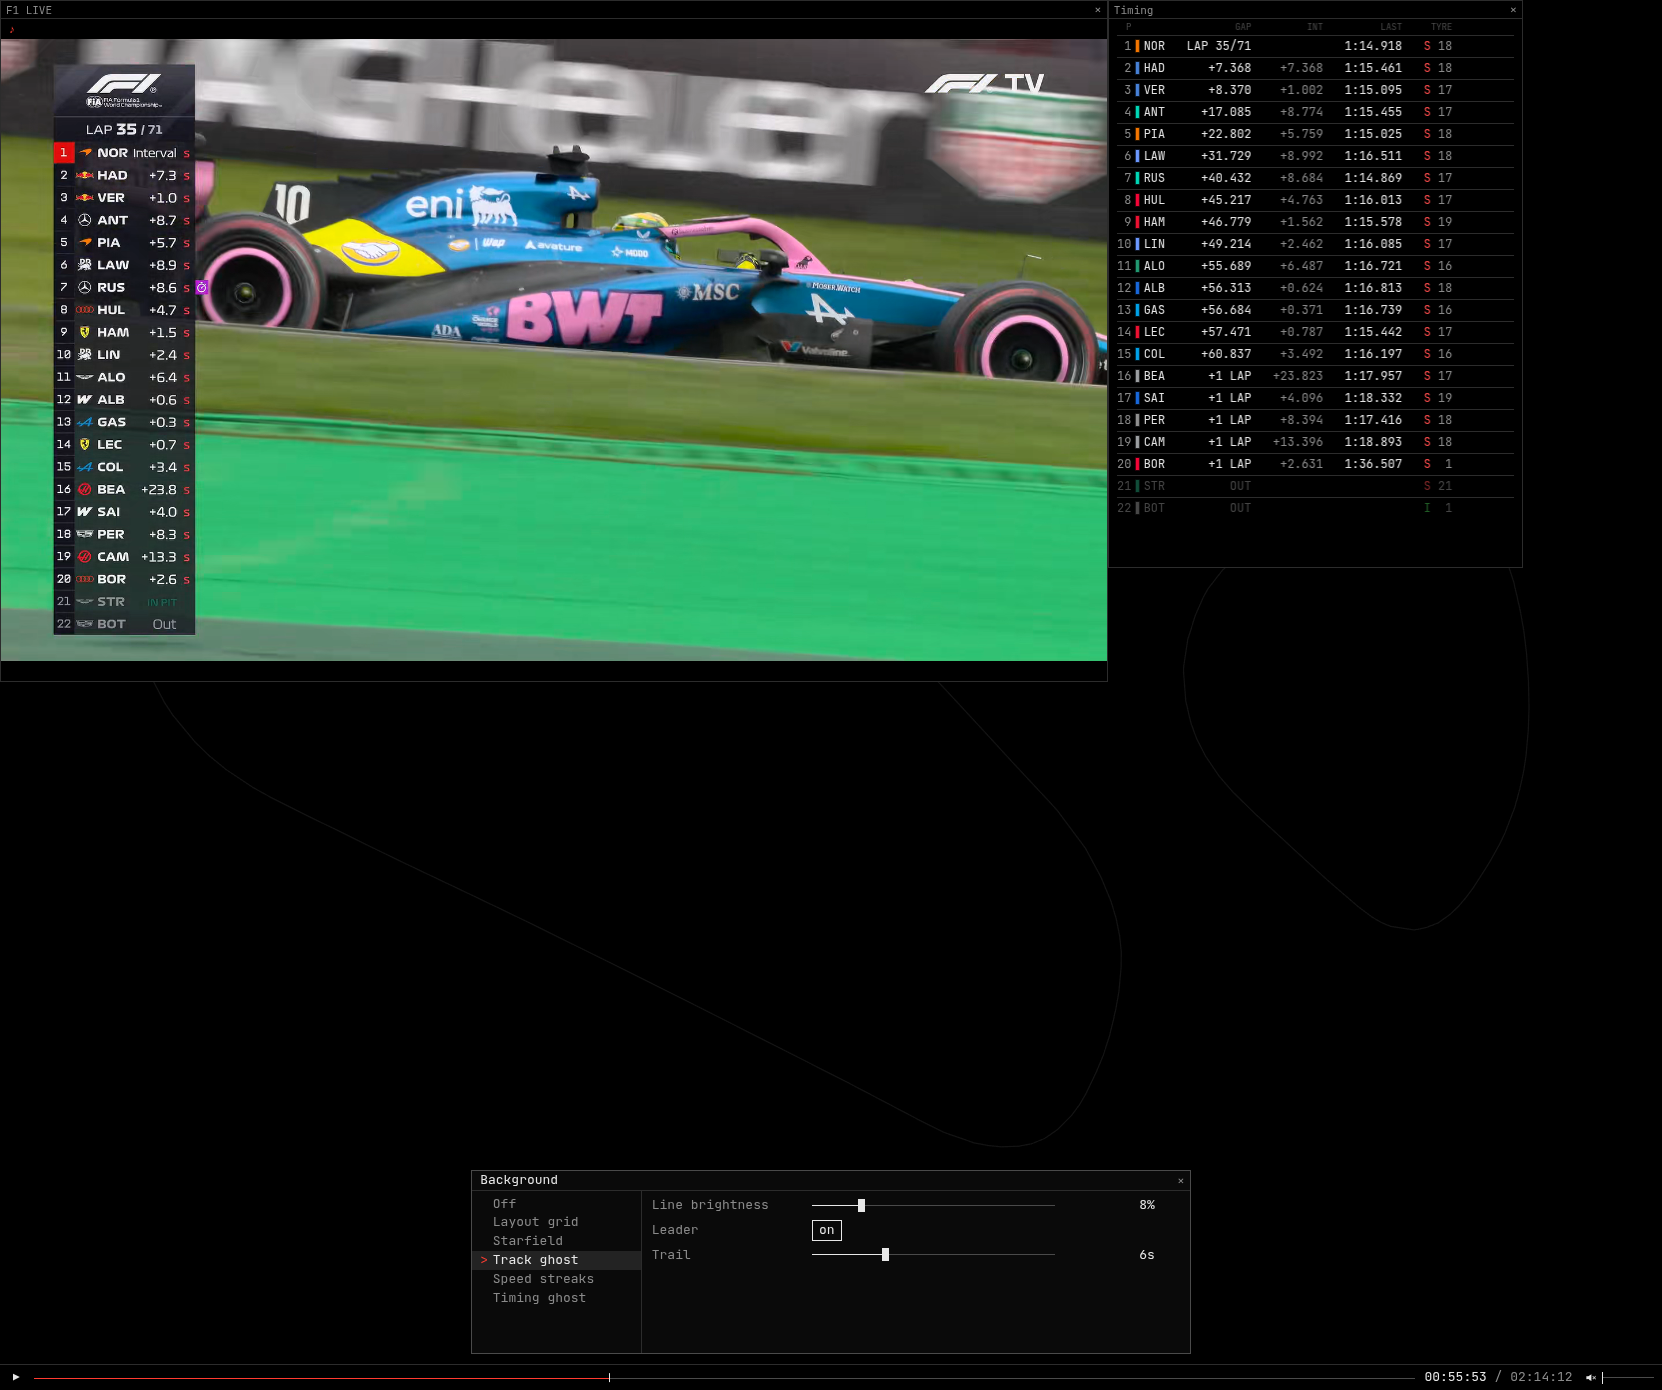 F1 LIVE ×
FIA Formula 1
World Championship
LAP 35 / 71
1 NOR Interval S
2 HAD +7.3 S
3 VER +1.0 S
4 ANT +8.7 S
5 PIA +5.7 S
6 LAW +8.9 S
7 RUS +8.6 S
8 HUL +4.7 S
9 HAM +1.5 S
10 LIN +2.4 S
11 ALO +6.4 S
12 ALB +0.6 S
13 GAS +0.3 S
14 LEC +0.7 S
15 COL +3.4 S
16 BEA +23.8 S
17 SAI +4.0 S
18 PER +8.3 S
19 CAM +13.3 S
20 BOR +2.6 S
21 STR IN PIT
22 BOT Out
F1 TV
10
eni
wap
avature
MODO
MSC
MOSER WATCH
BWT
ADA
Valvoline
Timing ×
P GAP INT LAST TYRE
1 NOR LAP 35/71 1:14.918 S 18
2 HAD +7.368 +7.368 1:15.461 S 18
3 VER +8.370 +1.002 1:15.095 S 17
4 ANT +17.085 +8.774 1:15.455 S 17
5 PIA +22.802 +5.759 1:15.025 S 18
6 LAW +31.729 +8.992 1:16.511 S 18
7 RUS +40.432 +8.684 1:14.869 S 17
8 HUL +45.217 +4.763 1:16.013 S 17
9 HAM +46.779 +1.562 1:15.578 S 19
10 LIN +49.214 +2.462 1:16.085 S 17
11 ALO +55.689 +6.487 1:16.721 S 16
12 ALB +56.313 +0.624 1:16.813 S 18
13 GAS +56.684 +0.371 1:16.739 S 16
14 LEC +57.471 +0.787 1:15.442 S 17
15 COL +60.837 +3.492 1:16.197 S 16
16 BEA +1 LAP +23.823 1:17.957 S 17
17 SAI +1 LAP +4.096 1:18.332 S 19
18 PER +1 LAP +8.394 1:17.416 S 18
19 CAM +1 LAP +13.396 1:18.893 S 18
20 BOR +1 LAP +2.631 1:36.507 S 1
21 STR OUT S 21
22 BOT OUT I 1
Background ×
Off
Layout grid
Starfield
> Track ghost
Speed streaks
Timing ghost
Line brightness 8%
Leader on
Trail 6s
00:55:53 / 02:14:12